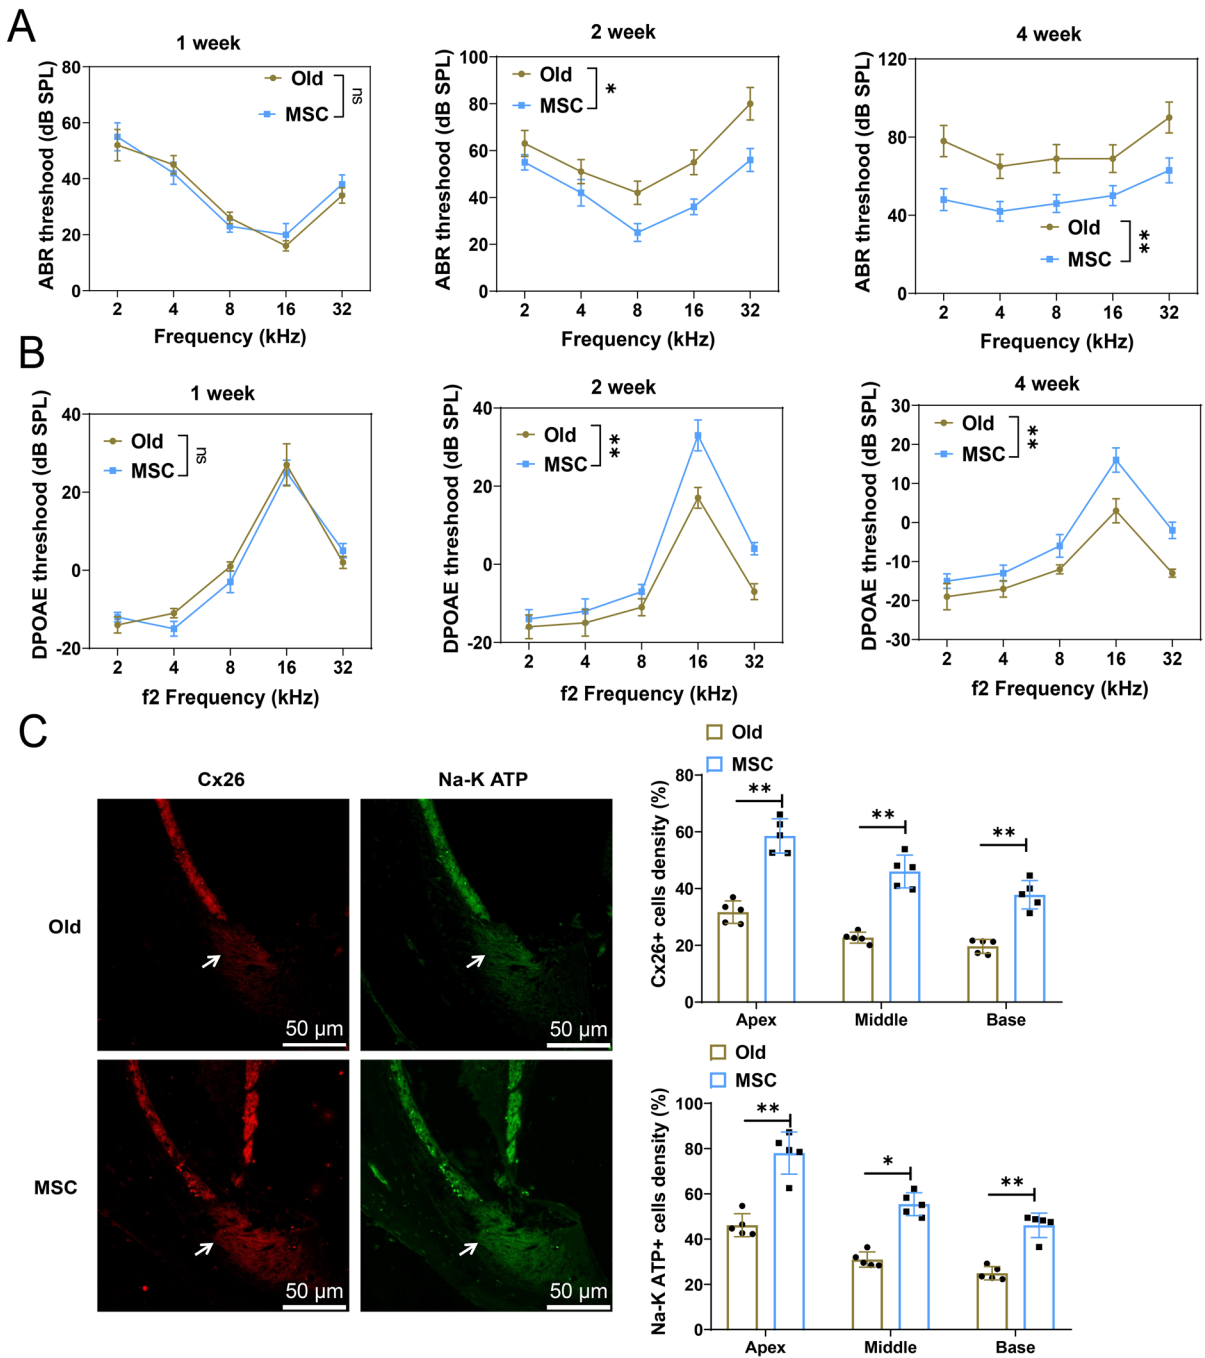 A
1 week
ABR threshood (dB SPL)
80
60
40
20
0
Old
MSC
ns
2 4 8 16 32
Frequency (kHz)
2 week
ABR threshood (dB SPL)
100
80
60
40
20
0
Old
MSC
*
2 4 8 16 32
Frequency (kHz)
4 week
ABR threshood (dB SPL)
120
80
40
0
Old
MSC
**
2 4 8 16 32
Frequency (kHz)
B
1 week
DPOAE threshood (dB SPL)
40
20
0
-20
Old
MSC
ns
2 4 8 16 32
f2 Frequency (kHz)
2 week
DPOAE threshood (dB SPL)
40
20
0
-20
Old
MSC
**
2 4 8 16 32
f2 Frequency (kHz)
4 week
DPOAE threshood (dB SPL)
30
20
10
0
-10
-20
-30
Old
MSC
**
2 4 8 16 32
f2 Frequency (kHz)
C
Cx26 Na-K ATP
Old
50 µm
50 µm
MSC
50 µm
50 µm
Old
MSC
Cx26+ cells density (%)
80
60
40
20
0
**
**
**
Apex Middle Base
Old
MSC
Na-K ATP+ cells density (%)
100
80
60
40
20
0
**
*
**
Apex Middle Base